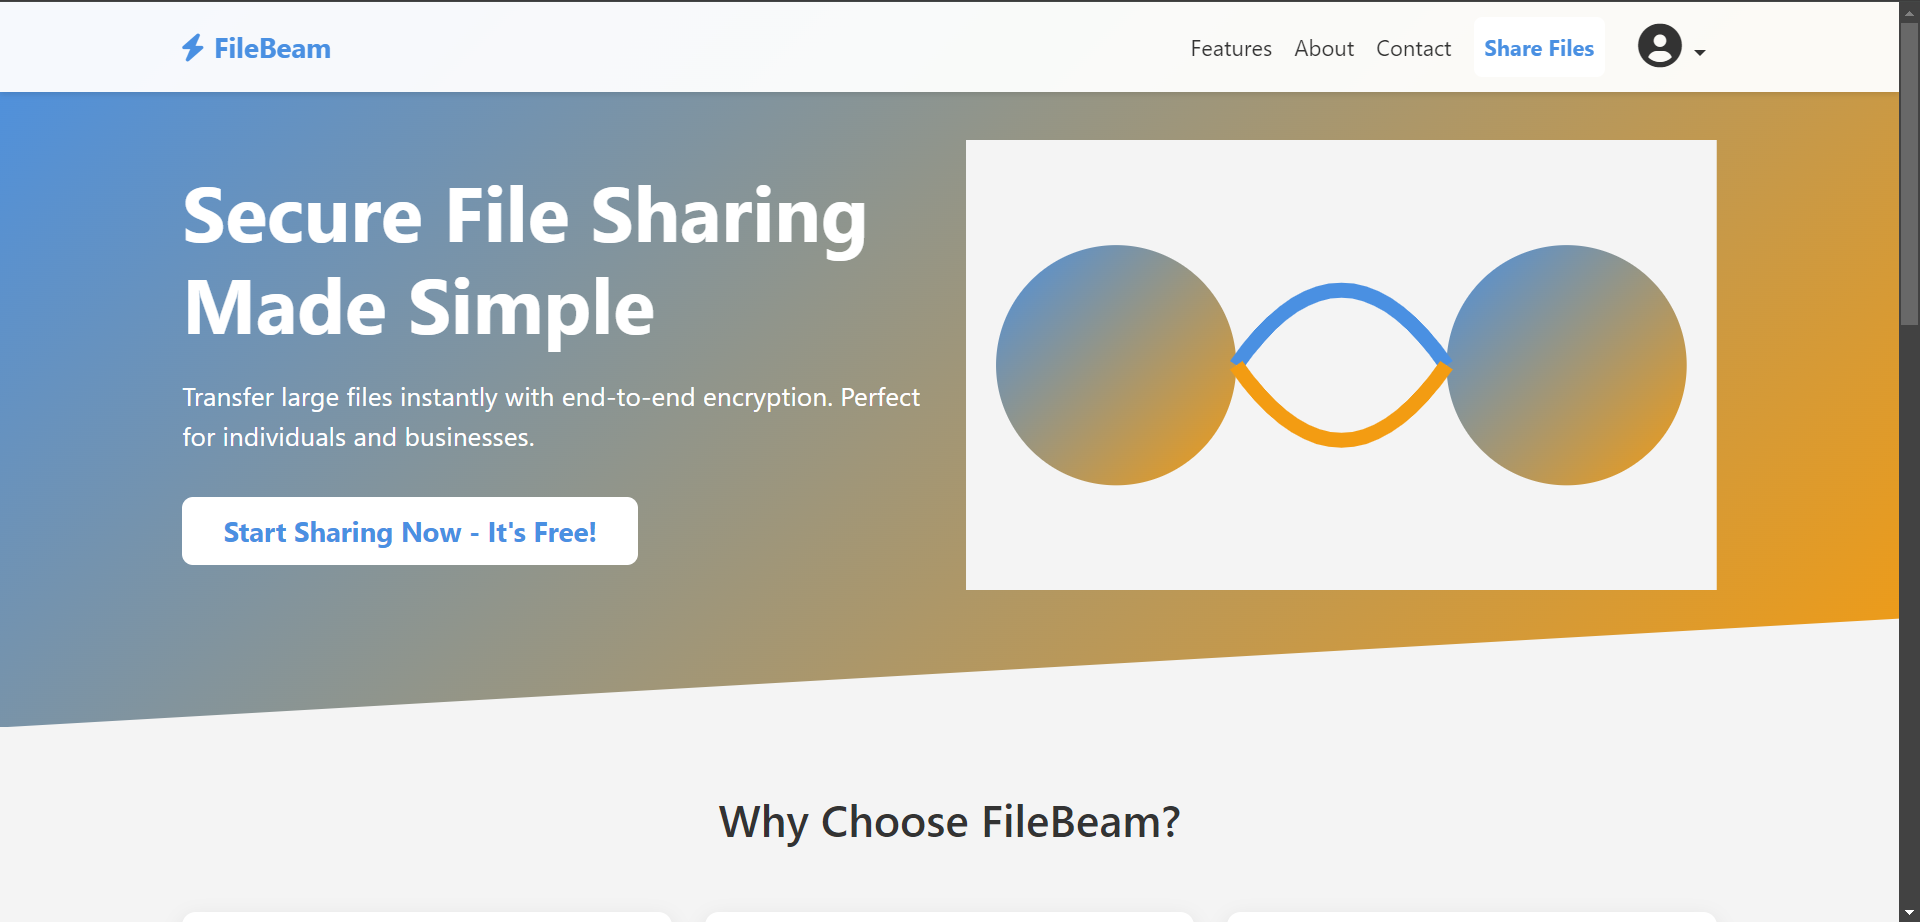 FileBeam
Features About Contact Share Files
Secure File Sharing
Made Simple
Transfer large files instantly with end-to-end encryption. Perfect
for individuals and businesses.
Start Sharing Now - It's Free!
Why Choose FileBeam?